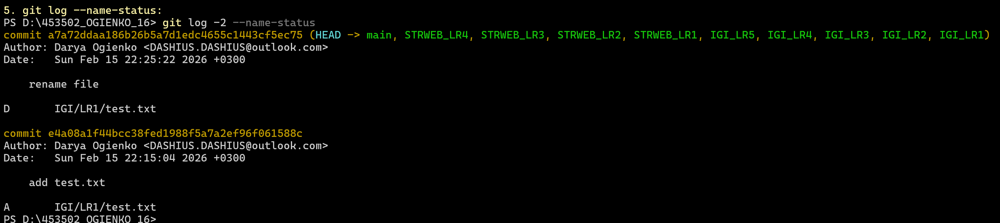 5. git log --name-status:
PS D:\453502_OGIENKO_16> git log -2 --name-status
commit a7a72ddaa186b26b5a7d1edc4655c1443cf5ec75 (HEAD -> main, STRWEB_LR4, STRWEB_LR3, STRWEB_LR2, STRWEB_LR1, IGI_LR5, IGI_LR4, IGI_LR3, IGI_LR2, IGI_LR1)
Author: Darya Ogienko <DASHIUS.DASHIUS@outlook.com>
Date:   Sun Feb 15 22:25:22 2026 +0300
    rename file
D       IGI/LR1/test.txt
commit e4a08a1f44bcc38fed1988f5a7a2ef96f061588c
Author: Darya Ogienko <DASHIUS.DASHIUS@outlook.com>
Date:   Sun Feb 15 22:15:04 2026 +0300
    add test.txt
A       IGI/LR1/test.txt
PS D:\453502_OGIENKO_16>